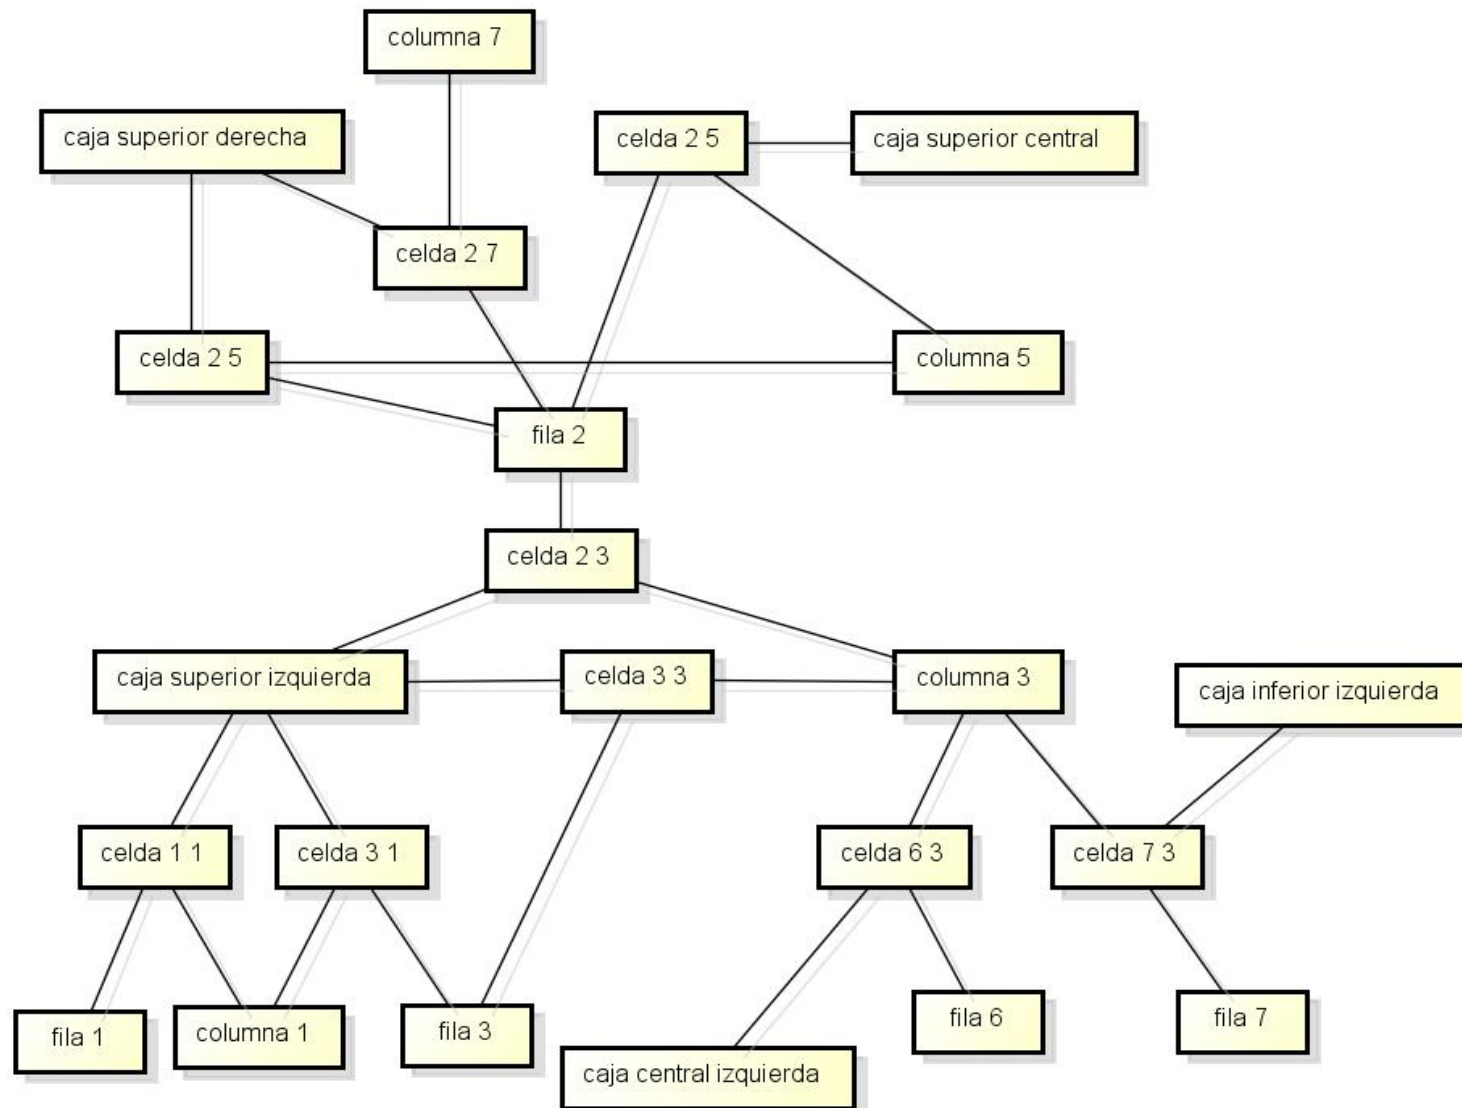 columna 7
caja superior derecha
celda 2 5
caja superior central
celda 2 7
celda 2 5
columna 5
fila 2
celda 2 3
caja superior izquierda
celda 3 3
columna 3
caja inferior izquierda
celda 1 1
celda 3 1
celda 6 3
celda 7 3
fila 1
columna 1
fila 3
fila 6
fila 7
caja central izquierda